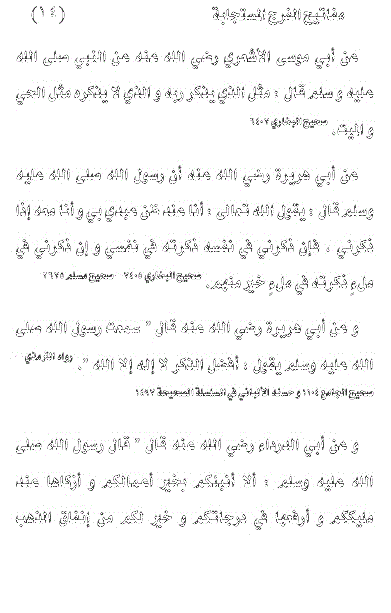 مفاتيح الفرج المستجابة (١٤)
عن أبي موسى الأشعري رضي الله عنه عن النبي صلى الله
عليه و سلم قال : مثل الذي يذكر ربه و الذي لا يذكره مثل الحي
و الميت. صحيح البخاري ٦٤٠٧
عن أبي هريرة رضي الله عنه أن رسول الله صلى الله عليه
وسلم قال : يقول الله تعالى : أنا عند ظن عبدي بي و أنا معه إذا
ذكرني ، فإن ذكرني في نفسه ذكرته في نفسي و إن ذكرني في
ملءٍ ذكرته في ملءٍ خير منهم. صحيح البخاري ٧٤٠٥ صحيح مسلم ٢٦٧٥
و عن أبي هريرة رضي الله عنه قال " سمعت رسول الله صلى
الله عليه وسلم يقول : أفضل الذكر لا إله إلا الله ". رواه الترمذي
صحيح الجامع ١١٠٤ و حسنه الألباني في السلسلة الصحيحة ١٤٩٧
و عن أبي الدرداء رضي الله عنه قال " قال رسول الله صلى
الله عليه وسلم : ألا أنبئكم بخير أعمالكم و أزكاها عند
مليككم و أرفعها في درجاتكم و خير لكم من إنفاق الذهب